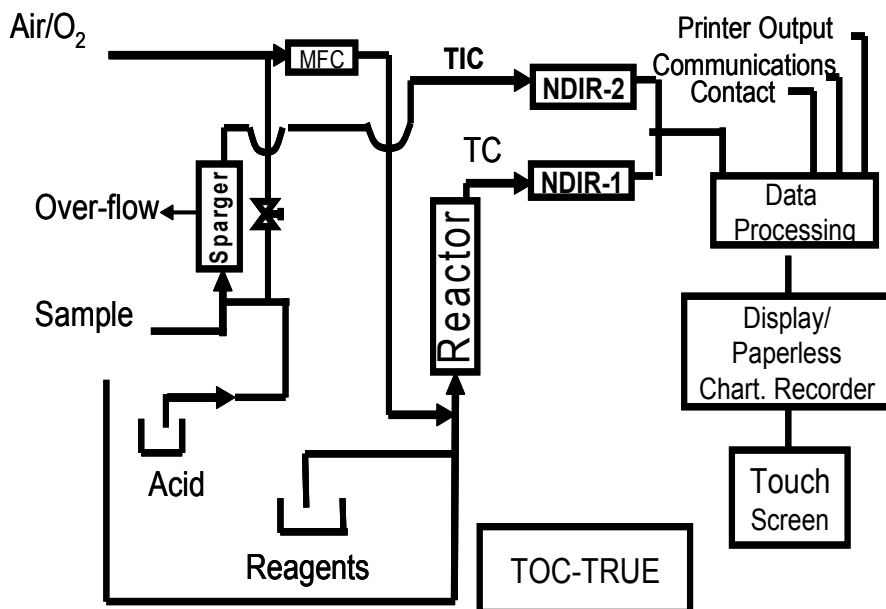 Air/O2
MFC
TIC
NDIR-2
Printer Output
Communications
Contact
TC
NDIR-1
Data
Processing
Over-flow
Sparger
Reactor
Sample
Display/
Paperless
Chart. Recorder
Acid
Touch
Screen
Reagents
TOC-TRUE